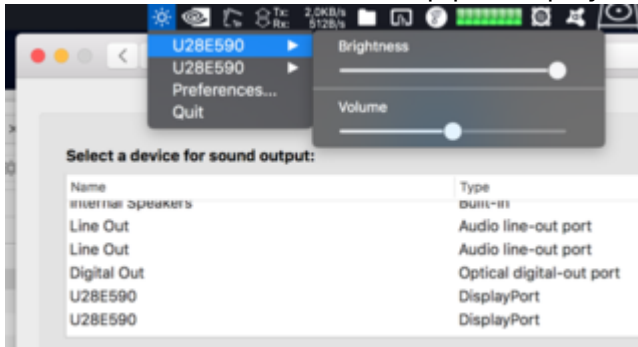 Tx: 2,0KB/s
Rx: 512B/s
U28E590
U28E590
Preferences...
Quit
Brightness
Volume
Select a device for sound output:
Name Type
Internal Speakers Built-in
Line Out Audio line-out port
Line Out Audio line-out port
Digital Out Optical digital-out port
U28E590 DisplayPort
U28E590 DisplayPort